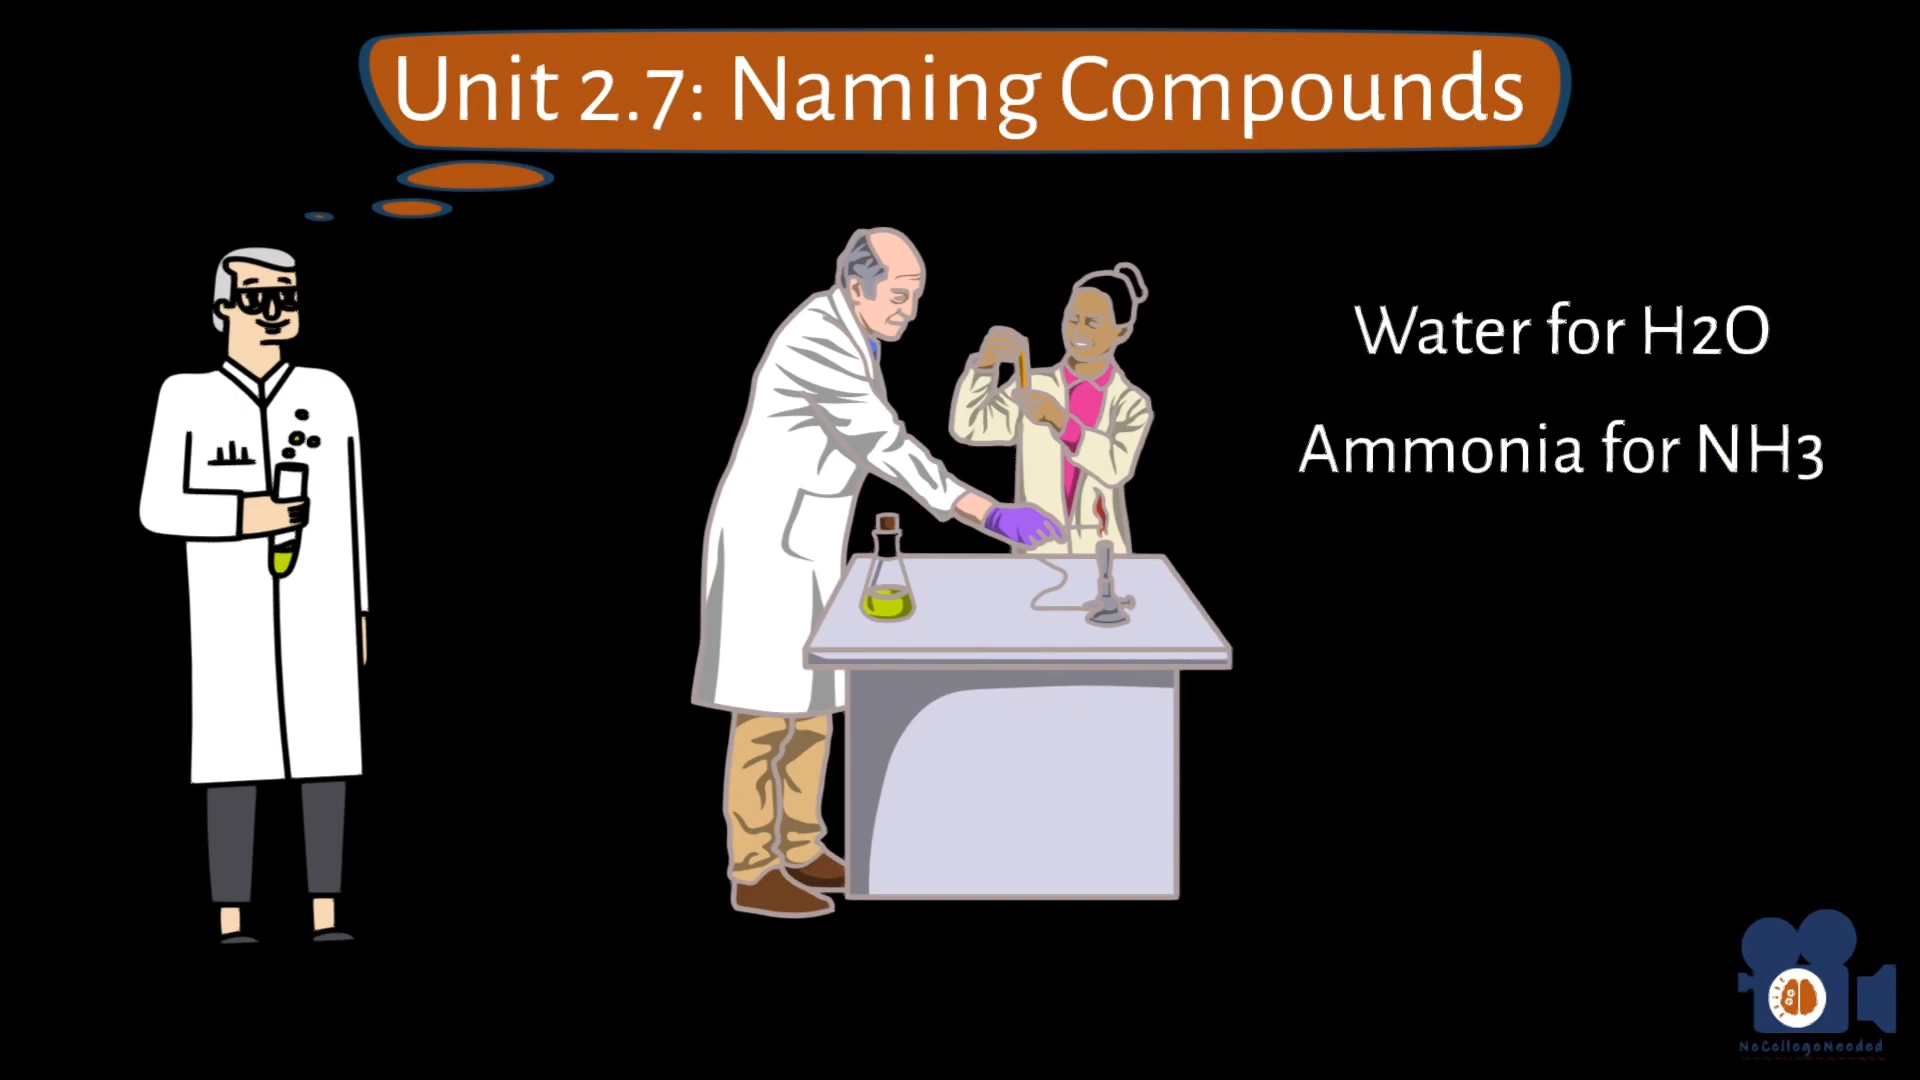 Unit 2.7: Naming Compounds
Water for H2O
Ammonia for NH3
NoCollegeNeeded